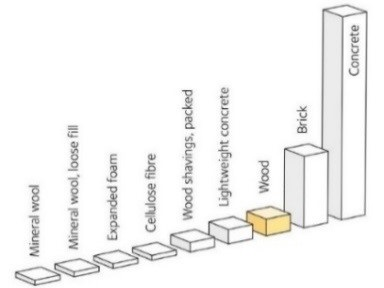 Mineral wool
Mineral wool, loose fill
Expanded foam
Cellulose fibre
Wood shavings, packed
Lightweight concrete
Wood
Brick
Concrete